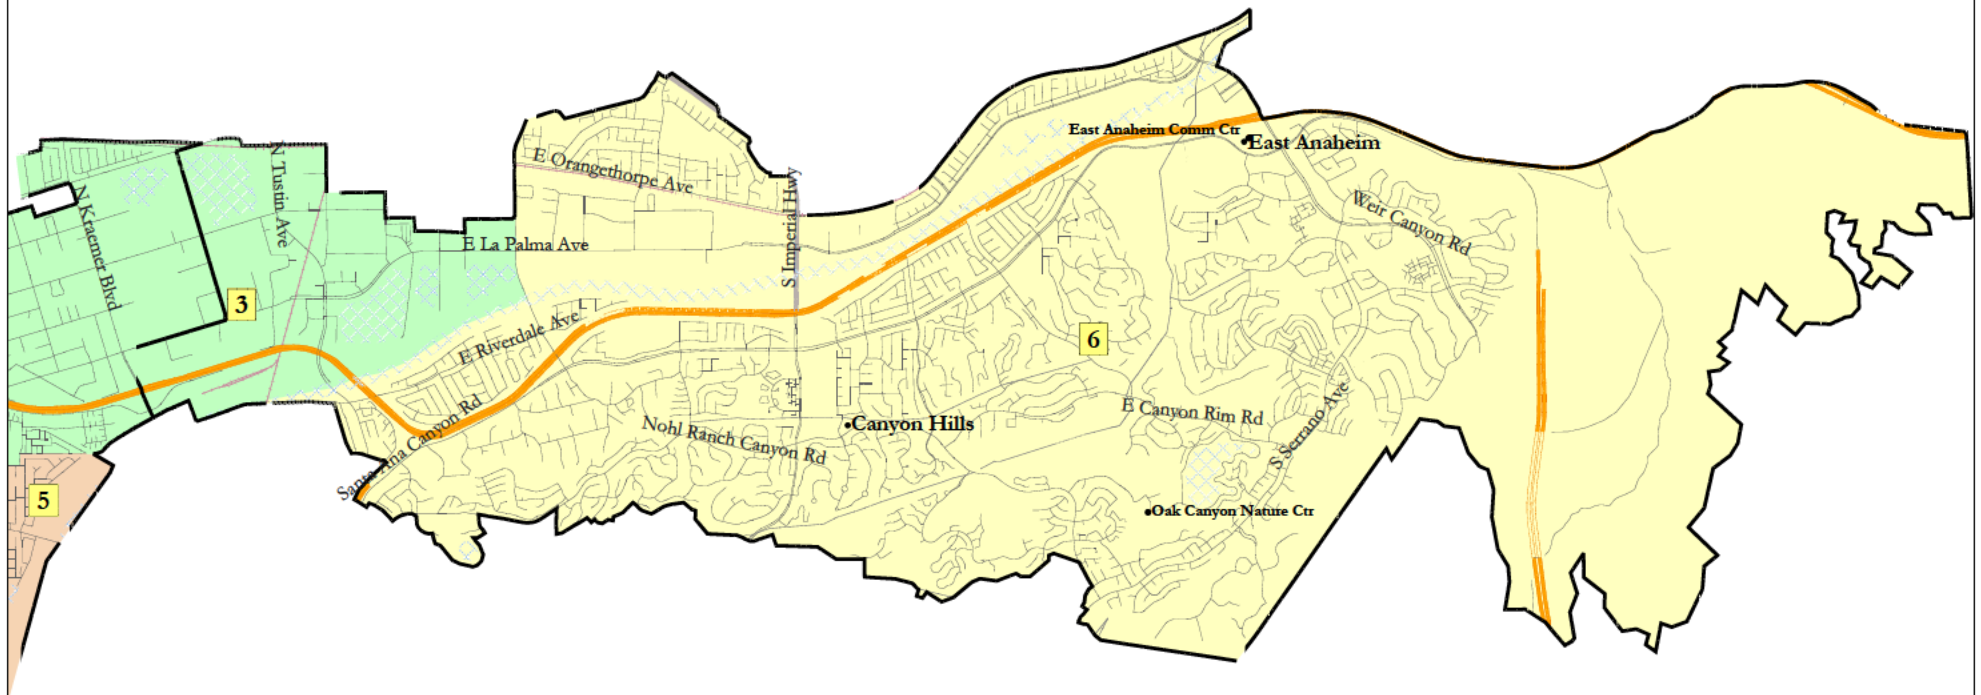 East Anaheim Comm Ctr
East Anaheim
N Tustin Ave
E Orangethorpe Ave
S Imperial Hwy
N Kraemer Blvd
Weir Canyon Rd
E La Palma Ave
3
E Riverdale Ave
6
Santa Ana Canyon Rd
Nohl Ranch Canyon Rd
Canyon Hills
E Canyon Rim Rd
S Serrano Ave
5
Oak Canyon Nature Ctr